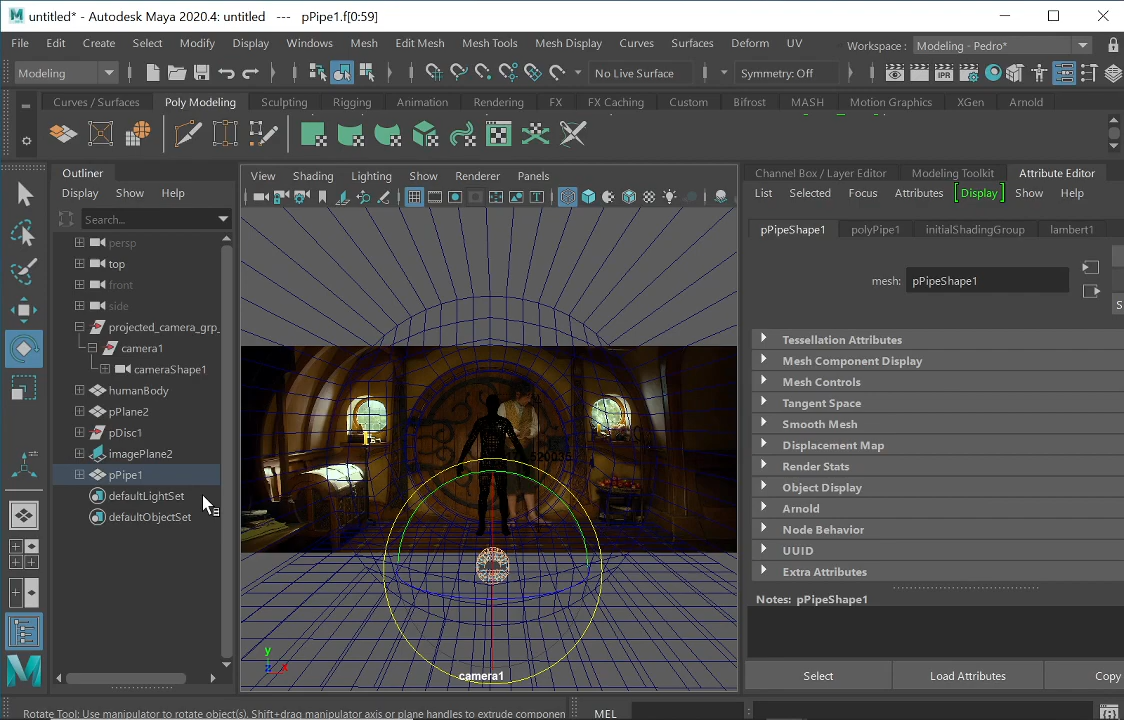 untitled* - Autodesk Maya 2020.4: untitled --- pPipe1.f[0:59]
File Edit Create Select Modify Display Windows Mesh Edit Mesh Mesh Tools Mesh Display Curves Surfaces Deform UV Workspace : Modeling - Pedro*
Modeling No Live Surface Symmetry: Off
Curves / Surfaces Poly Modeling Sculpting Rigging Animation Rendering FX FX Caching Custom Bifrost MASH Motion Graphics XGen Arnold
Outliner
Display Show Help
Search...
persp
top
front
side
projected_camera_grp_
camera1
cameraShape1
humanBody
pPlane2
pDisc1
imagePlane2
pPipe1
defaultLightSet
defaultObjectSet
View Shading Lighting Show Renderer Panels
y
z x
camera1
Channel Box / Layer Editor Modeling Toolkit Attribute Editor
List Selected Focus Attributes Display Show Help
pPipeShape1 polyPipe1 initialShadingGroup lambert1
mesh: pPipeShape1
S
Tessellation Attributes
Mesh Component Display
Mesh Controls
Tangent Space
Smooth Mesh
Displacement Map
Render Stats
Object Display
Arnold
Node Behavior
UUID
Extra Attributes
Notes: pPipeShape1
Select Load Attributes Copy
Rotate Tool: Use manipulator to rotate object(s). Shift+drag manipulator axis or plane handles to extrude componen MEL